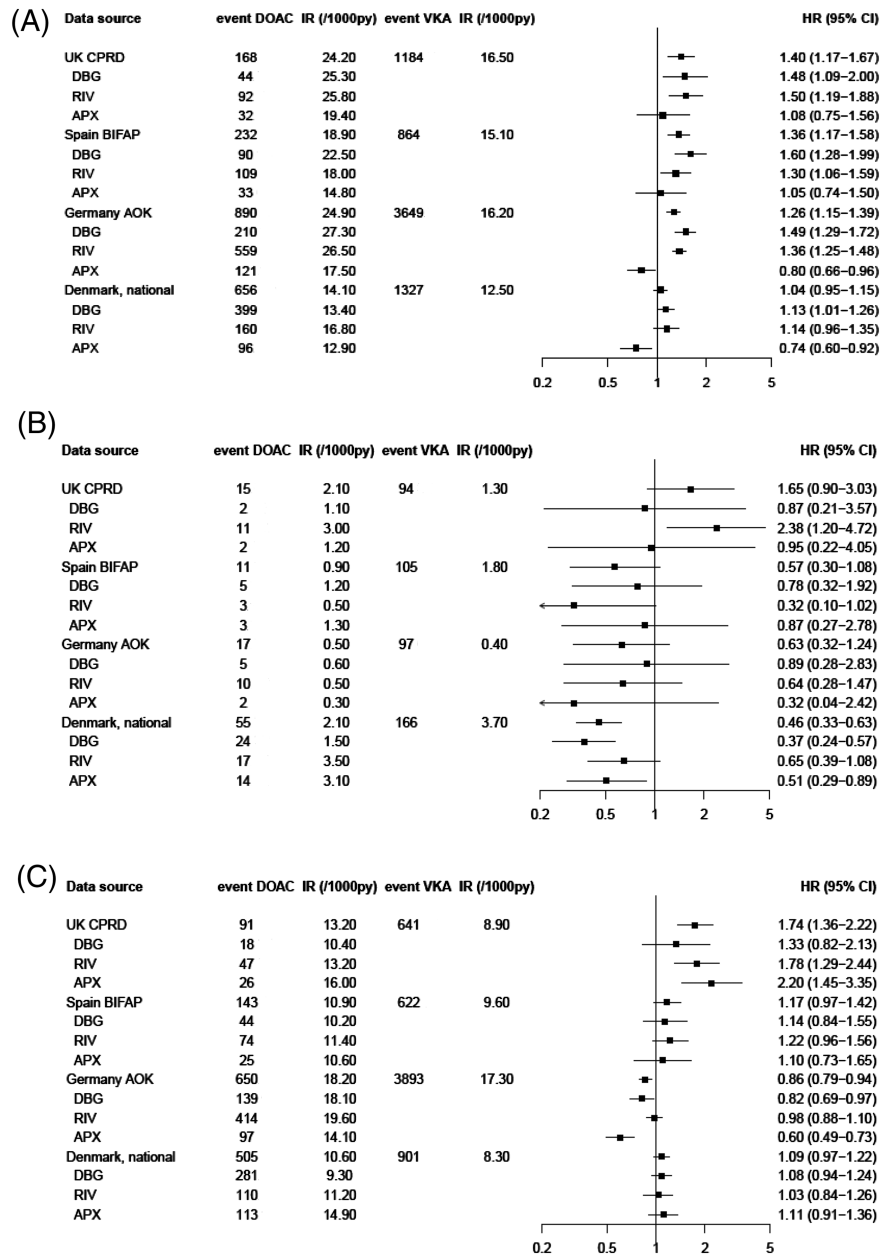 (A)
Data source event DOAC IR (/1000py) event VKA IR (/1000py) HR (95% CI)
UK CPRD 168 24.20 1184 16.50 1.40 (1.17−1.67)
DBG 44 25.30 1.48 (1.09−2.00)
RIV 92 25.80 1.50 (1.19−1.88)
APX 32 19.40 1.08 (0.75−1.56)
Spain BIFAP 232 18.90 864 15.10 1.36 (1.17−1.58)
DBG 90 22.50 1.60 (1.28−1.99)
RIV 109 18.00 1.30 (1.06−1.59)
APX 33 14.80 1.05 (0.74−1.50)
Germany AOK 890 24.90 3649 16.20 1.26 (1.15−1.39)
DBG 210 27.30 1.49 (1.29−1.72)
RIV 559 26.50 1.36 (1.25−1.48)
APX 121 17.50 0.80 (0.66−0.96)
Denmark, national 656 14.10 1327 12.50 1.04 (0.95−1.15)
DBG 399 13.40 1.13 (1.01−1.26)
RIV 160 16.80 1.14 (0.96−1.35)
APX 96 12.90 0.74 (0.60−0.92)
0.2 0.5 1 2 5
(B)
Data source event DOAC IR (/1000py) event VKA IR (/1000py) HR (95% CI)
UK CPRD 15 2.10 94 1.30 1.65 (0.90−3.03)
DBG 2 1.10 0.87 (0.21−3.57)
RIV 11 3.00 2.38 (1.20−4.72)
APX 2 1.20 0.95 (0.22−4.05)
Spain BIFAP 11 0.90 105 1.80 0.57 (0.30−1.08)
DBG 5 1.20 0.78 (0.32−1.92)
RIV 3 0.50 0.32 (0.10−1.02)
APX 3 1.30 0.87 (0.27−2.78)
Germany AOK 17 0.50 97 0.40 0.63 (0.32−1.24)
DBG 5 0.60 0.89 (0.28−2.83)
RIV 10 0.50 0.64 (0.28−1.47)
APX 2 0.30 0.32 (0.04−2.42)
Denmark, national 55 2.10 166 3.70 0.46 (0.33−0.63)
DBG 24 1.50 0.37 (0.24−0.57)
RIV 17 3.50 0.65 (0.39−1.08)
APX 14 3.10 0.51 (0.29−0.89)
0.2 0.5 1 2 5
(C)
Data source event DOAC IR (/1000py) event VKA IR (/1000py) HR (95% CI)
UK CPRD 91 13.20 641 8.90 1.74 (1.36−2.22)
DBG 18 10.40 1.33 (0.82−2.13)
RIV 47 13.20 1.78 (1.29−2.44)
APX 26 16.00 2.20 (1.45−3.35)
Spain BIFAP 143 10.90 622 9.60 1.17 (0.97−1.42)
DBG 44 10.20 1.14 (0.84−1.55)
RIV 74 11.40 1.22 (0.96−1.56)
APX 25 10.60 1.10 (0.73−1.65)
Germany AOK 650 18.20 3893 17.30 0.86 (0.79−0.94)
DBG 139 18.10 0.82 (0.69−0.97)
RIV 414 19.60 0.98 (0.88−1.10)
APX 97 14.10 0.60 (0.49−0.73)
Denmark, national 505 10.60 901 8.30 1.09 (0.97−1.22)
DBG 281 9.30 1.08 (0.94−1.24)
RIV 110 11.20 1.03 (0.84−1.26)
APX 113 14.90 1.11 (0.91−1.36)
0.2 0.5 1 2 5